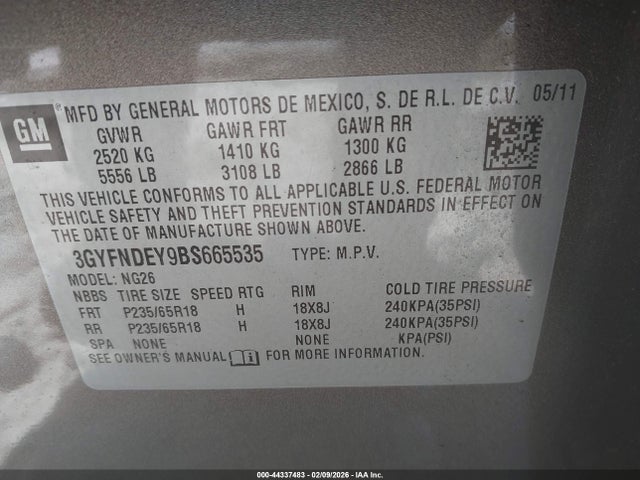 GM
® MFD BY GENERAL MOTORS DE MEXICO, S. DE R.L. DE C.V. 05/11
GVWR GAWR FRT GAWR RR
2520 KG 1410 KG 1300 KG
5556 LB 3108 LB 2866 LB
THIS VEHICLE CONFORMS TO ALL APPLICABLE U.S. FEDERAL MOTOR
VEHICLE SAFETY AND THEFT PREVENTION STANDARDS IN EFFECT ON
THE DATE OF MANUFACTURE SHOWN ABOVE.
3GYFNDEY9BS665535 TYPE: M.P.V.
MODEL: NG26
NBBS TIRE SIZE SPEED RTG RIM COLD TIRE PRESSURE
FRT P235/65R18 H 18X8J 240KPA(35PSI)
RR P235/65R18 H 18X8J 240KPA(35PSI)
SPA NONE NONE KPA(PSI)
SEE OWNER'S MANUAL FOR MORE INFORMATION.
000-44337483 - 02/09/2026 - IAA Inc.